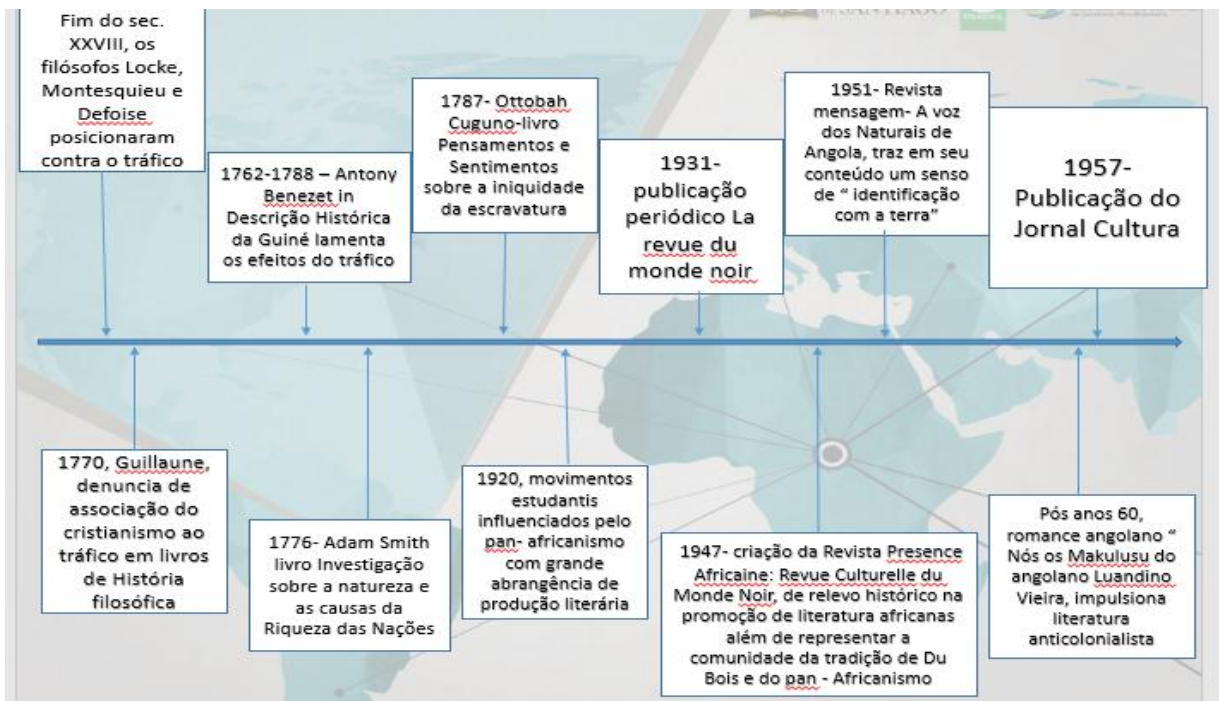 DE SANTIAGO
Fim do sec.
XXVIII, os
filósofos Locke,
Montesquieu e
Defoise
posicionaram
contra o tráfico
1762-1788 – Antony
Benezet in
Descrição Histórica
da Guiné lamenta
os efeitos do tráfico
1787- Ottobah
Cuguno-livro
Pensamentos e
Sentimentos
sobre a iniquidade
da escravatura
1931-
publicação
periódico La
revue du
monde noir
1951- Revista
mensagem- A voz
dos Naturais de
Angola, traz em seu
conteúdo um senso
de “ identificação
com a terra”
1957-
Publicação do
Jornal Cultura
1770, Guillaune,
denuncia de
associação do
cristianismo ao
tráfico em livros
de História
filosófica
1776- Adam Smith
livro Investigação
sobre a natureza e
as causas da
Riqueza das Nações
1920, movimentos
estudantis
influenciados pelo
pan- africanismo
com grande
abrangência de
produção literária
1947- criação da Revista Presence
Africaine: Revue Culturelle du
Monde Noir, de relevo histórico na
promoção de literatura africanas
além de representar a
comunidade da tradição de Du
Bois e do pan - Africanismo
Pós anos 60,
romance angolano “
Nós os Makulusu do
angolano Luandino
Vieira, impulsiona
literatura
anticolonialista